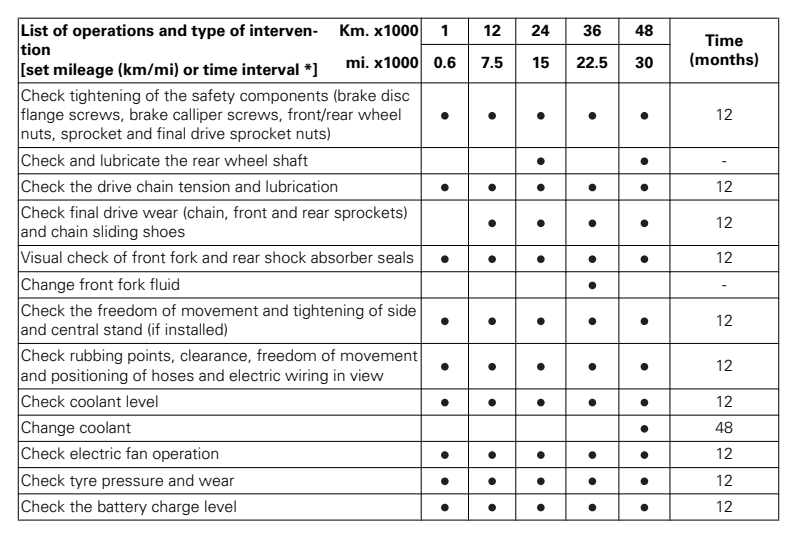 List of operations and type of interven- Km. x1000 1 12 24 36 48 Time
tion
[set mileage (km/mi) or time interval *] mi. x1000 0.6 7.5 15 22.5 30 (months)
Check tightening of the safety components (brake disc
flange screws, brake calliper screws, front/rear wheel ● ● ● ● ● 12
nuts, sprocket and final drive sprocket nuts)
Check and lubricate the rear wheel shaft ● ● -
Check the drive chain tension and lubrication ● ● ● ● ● 12
Check final drive wear (chain, front and rear sprockets) ● ● ● ● 12
and chain sliding shoes
Visual check of front fork and rear shock absorber seals ● ● ● ● ● 12
Change front fork fluid ● -
Check the freedom of movement and tightening of side ● ● ● ● ● 12
and central stand (if installed)
Check rubbing points, clearance, freedom of movement ● ● ● ● ● 12
and positioning of hoses and electric wiring in view
Check coolant level ● ● ● ● ● 12
Change coolant ● 48
Check electric fan operation ● ● ● ● ● 12
Check tyre pressure and wear ● ● ● ● ● 12
Check the battery charge level ● ● ● ● ● 12